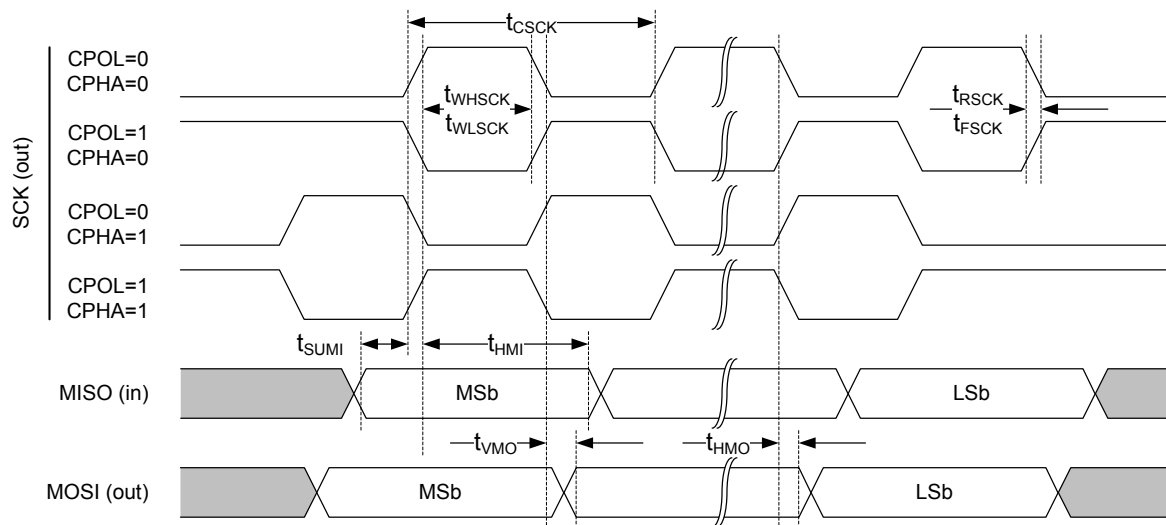 tCSCK
CPOL=0
CPHA=0
tWHSCK
tWLSCK
tRSCK
tFSCK
CPOL=1
CPHA=0
SCK (out)
CPOL=0
CPHA=1
CPOL=1
CPHA=1
tSUMI
tHMI
MISO (in)
MSb
LSb
tVMO
tHMO
MOSI (out)
MSb
LSb